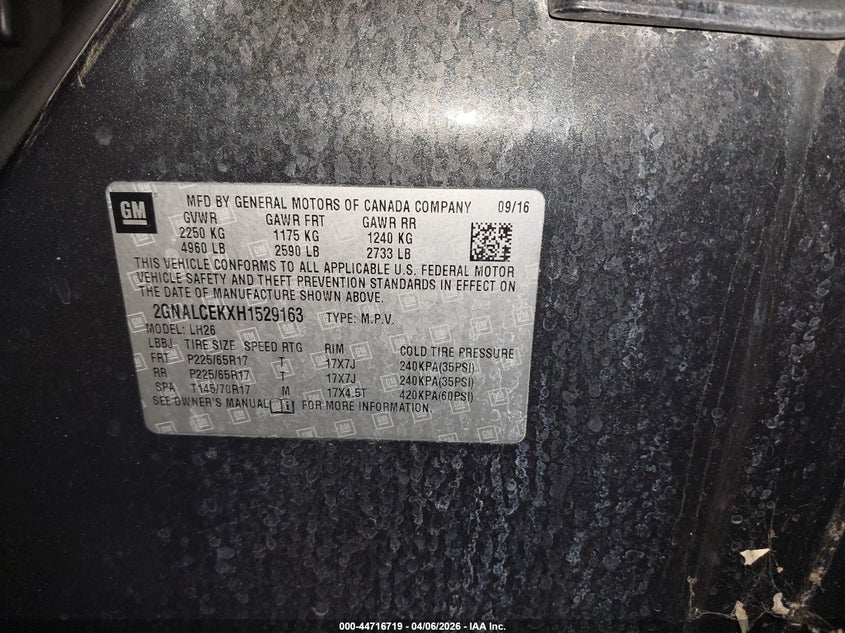 GM
MFD BY GENERAL MOTORS OF CANADA COMPANY 09/16
GVWR GAWR FRT GAWR RR
2250 KG 1175 KG 1240 KG
4960 LB 2590 LB 2733 LB
THIS VEHICLE CONFORMS TO ALL APPLICABLE U.S. FEDERAL MOTOR
VEHICLE SAFETY AND THEFT PREVENTION STANDARDS IN EFFECT ON
THE DATE OF MANUFACTURE SHOWN ABOVE.
2GNALCEKXH1529163 TYPE: M.P.V.
MODEL: LH26
LBBJ TIRE SIZE SPEED RTG RIM COLD TIRE PRESSURE
FRT P225/65R17 T 17X7J 240KPA(35PSI)
RR P225/65R17 T 17X7J 240KPA(35PSI)
SPA T145/70R17 M 17X4.5T 420KPA(60PSI)
SEE OWNER'S MANUAL FOR MORE INFORMATION.
000-44716719 - 04/06/2026 - IAA Inc.